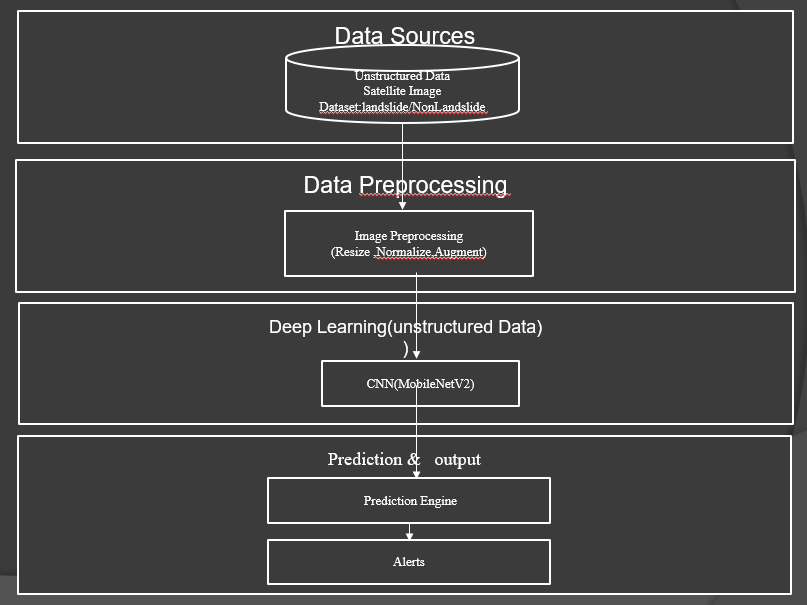 Data Sources
Unstructured Data
Satellite Image
Dataset:landslide/NonLandslide
Data Preprocessing
Image Preprocessing
(Resize ,Normalize,Augment)
Deep Learning(unstructured Data)
)
CNN(MobileNetV2)
Prediction & output
Prediction Engine
Alerts